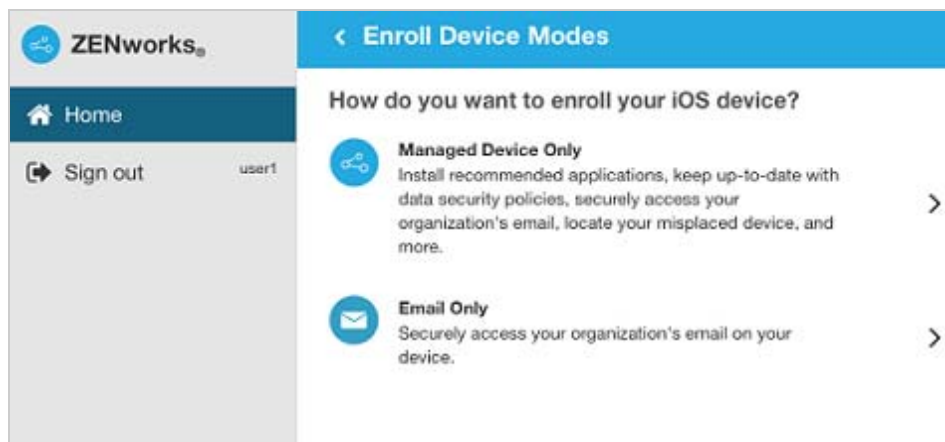 ZENworks®
Home
Sign out user1
Enroll Device Modes
How do you want to enroll your iOS device?
Managed Device Only
Install recommended applications, keep up-to-date with
data security policies, securely access your
organization's email, locate your misplaced device, and
more.
Email Only
Securely access your organization's email on your
device.